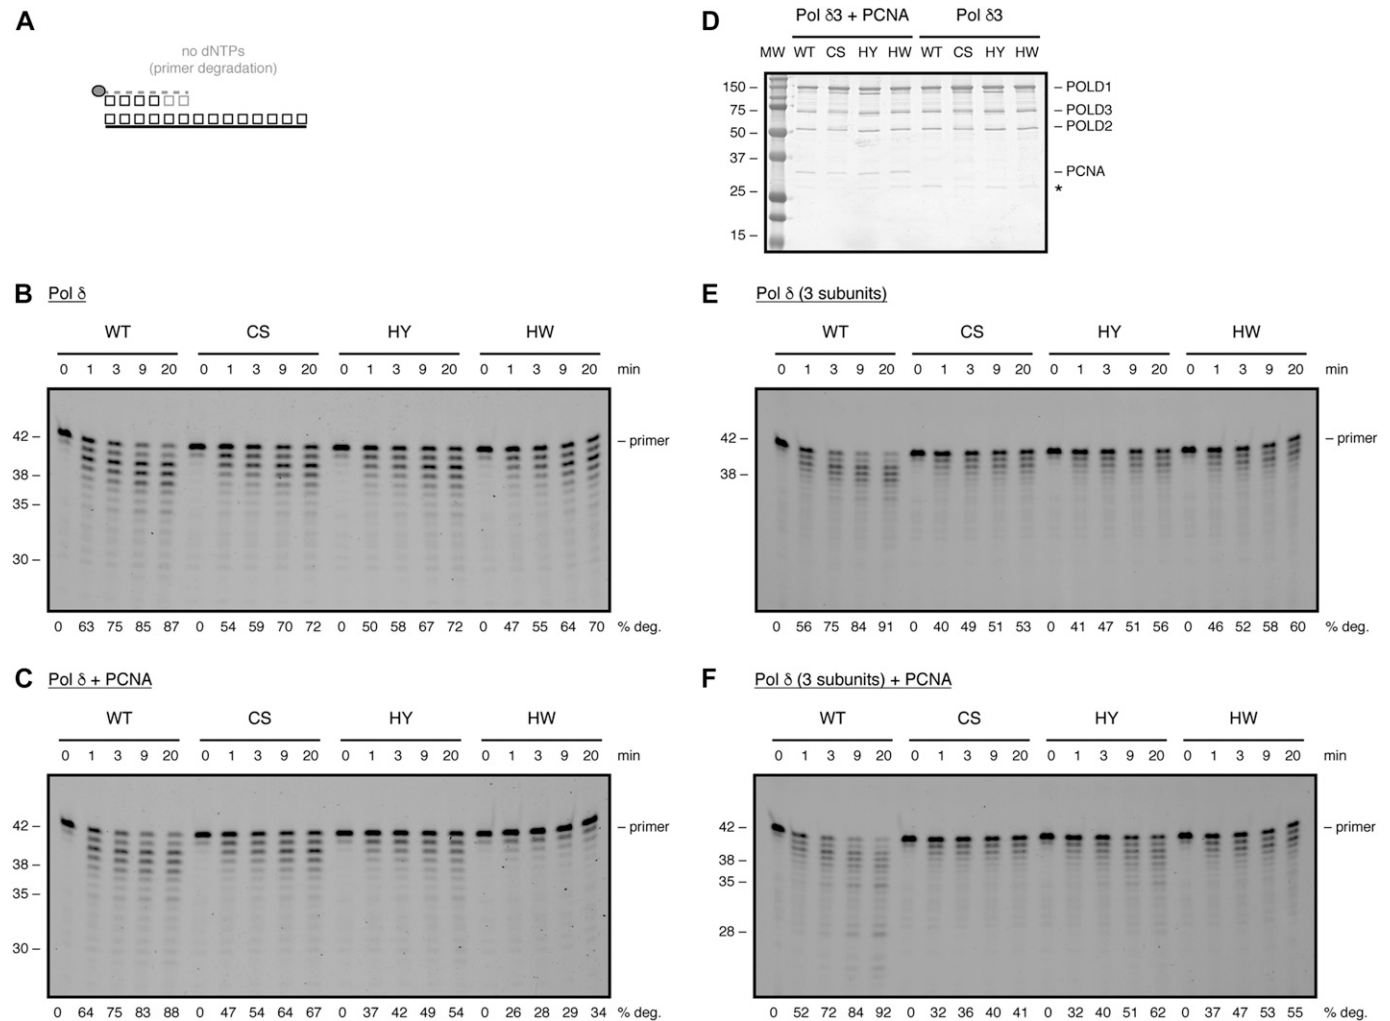 A
no dNTPs
(primer degradation)
D
Pol δ3 + PCNA Pol δ3
MW WT CS HY HW WT CS HY HW
150 – – POLD1
75 – – POLD3
50 – – POLD2
37 –
– PCNA
25 – *
15 –
B Pol δ
WT CS HY HW
0 1 3 9 20 0 1 3 9 20 0 1 3 9 20 0 1 3 9 20 min
42 – – primer
38 –
35 –
30 –
0 63 75 85 87 0 54 59 70 72 0 50 58 67 72 0 47 55 64 70 % deg.
E Pol δ (3 subunits)
WT CS HY HW
0 1 3 9 20 0 1 3 9 20 0 1 3 9 20 0 1 3 9 20 min
42 – – primer
38 –
0 56 75 84 91 0 40 49 51 53 0 41 47 51 56 0 46 52 58 60 % deg.
C Pol δ + PCNA
WT CS HY HW
0 1 3 9 20 0 1 3 9 20 0 1 3 9 20 0 1 3 9 20 min
42 – – primer
38 –
35 –
30 –
0 64 75 83 88 0 47 54 64 67 0 37 42 49 54 0 26 28 29 34 % deg.
F Pol δ (3 subunits) + PCNA
WT CS HY HW
0 1 3 9 20 0 1 3 9 20 0 1 3 9 20 0 1 3 9 20 min
42 – – primer
38 –
35 –
28 –
0 52 72 84 92 0 32 36 40 41 0 32 40 51 62 0 37 47 53 55 % deg.